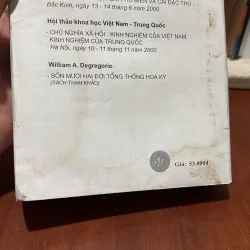 Bắc Kinh, ngày 13 - 14 tháng 6 năm 2000
Hội thảo khoa học Việt Nam - Trung Quốc
- CHỦ NGHĨA XÃ HỘI : KINH NGHIỆM CỦA VIỆT NAM,
KINH NGHIỆM CỦA TRUNG QUỐC
Hà Nội, ngày 10 - 11 tháng 11 năm 2000
William A. Degregorio
- BỐN MƯƠI HAI ĐỜI TỔNG THỐNG HOA KỲ
(SÁCH THAM KHẢO)
Giá: 53.000đ